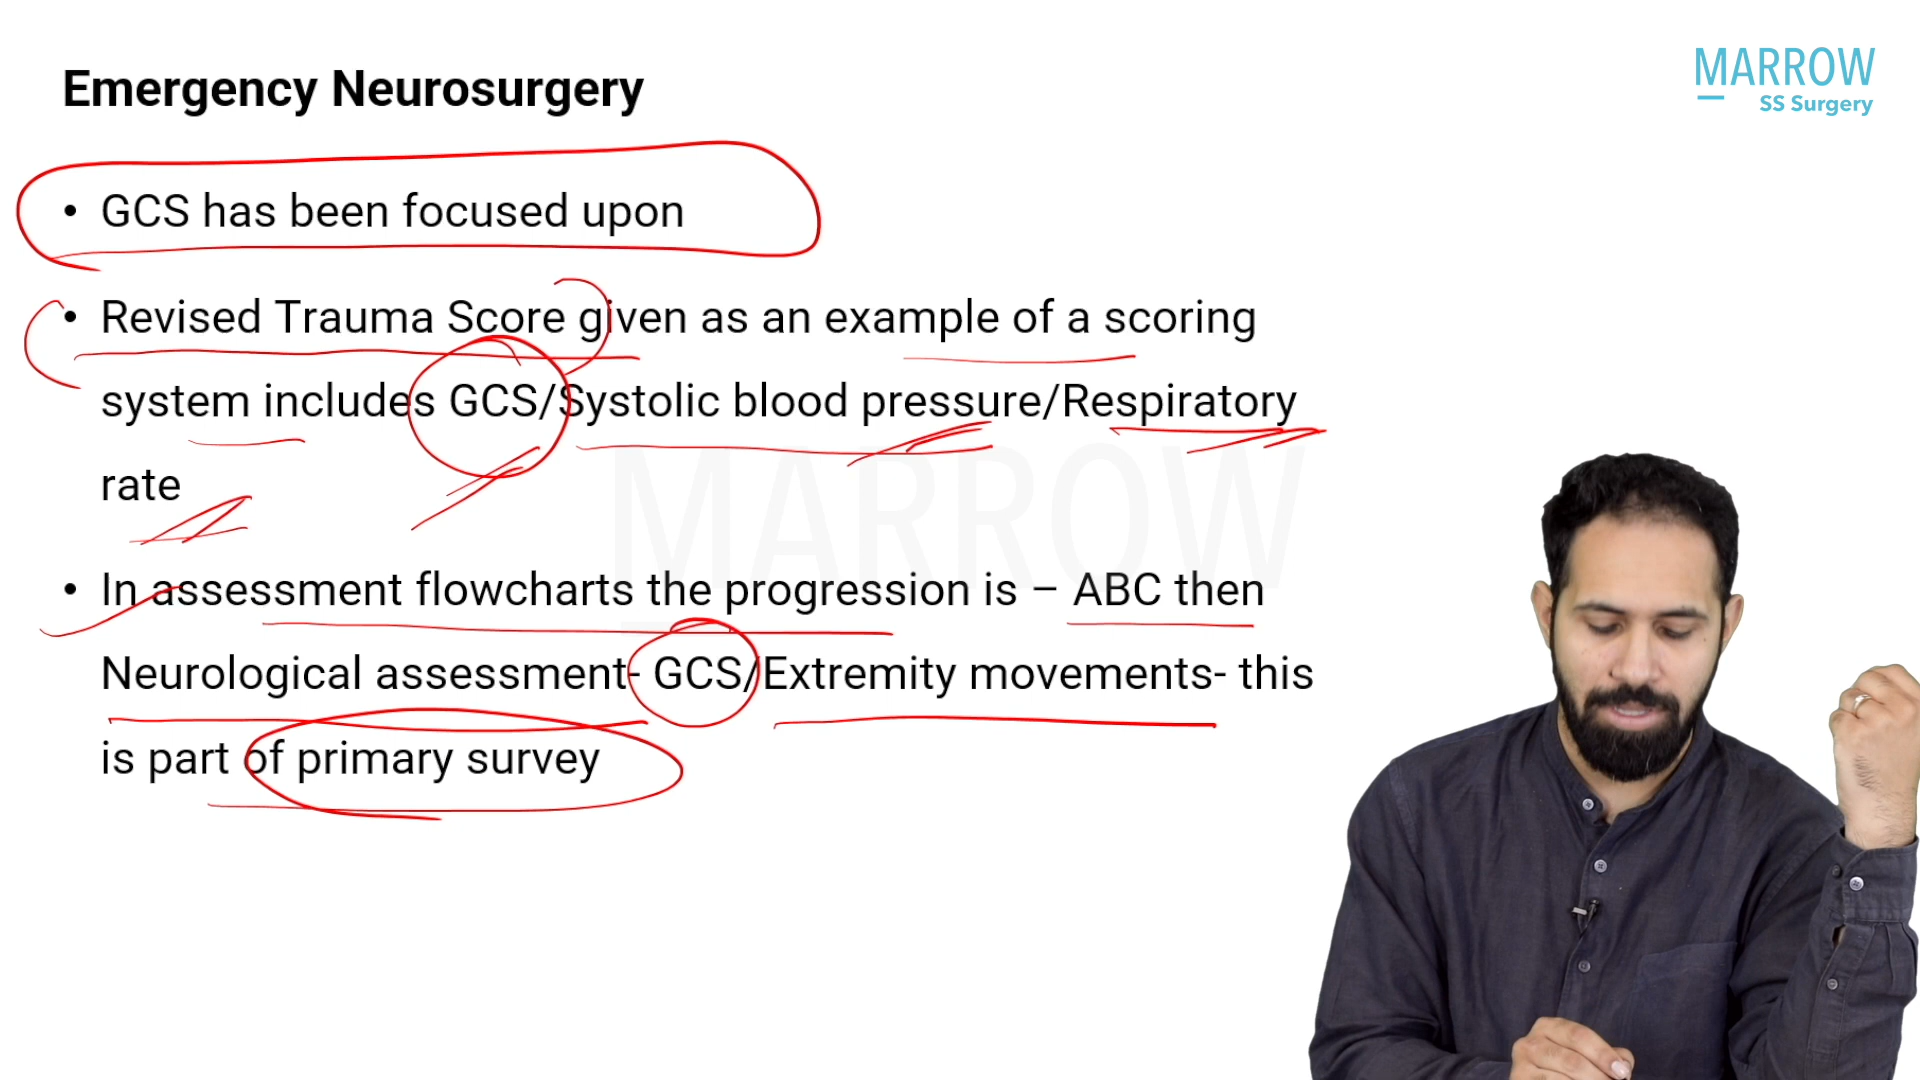 MARROW
SS Surgery
Emergency Neurosurgery
• GCS has been focused upon
• Revised Trauma Score given as an example of a scoring
system includes GCS/Systolic blood pressure/Respiratory
rate
• In assessment flowcharts the progression is – ABC then
Neurological assessment- GCS/Extremity movements- this
is part of primary survey
MARROW